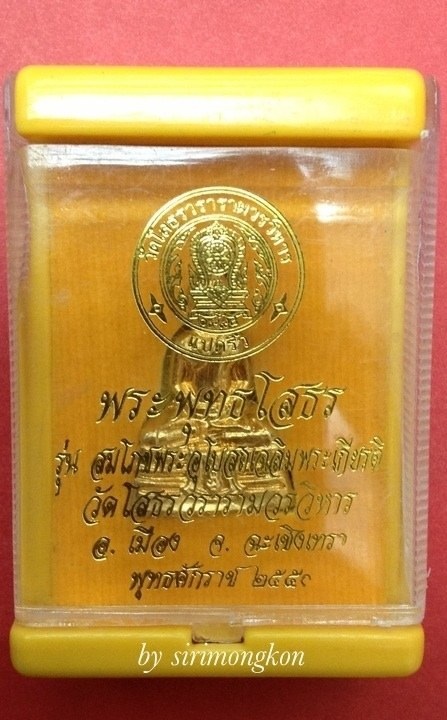 วัดโสธรวรารามวรวิหาร
แปดริ้ว
พระพุทธโสธร
รุ่น สมโภชพระอุโบสถเฉลิมพระเกียรติ
วัดโสธรวรารามวรวิหาร
อ. เมือง จ. ฉะเชิงเทรา
พุทธศักราช
by sirimongkon